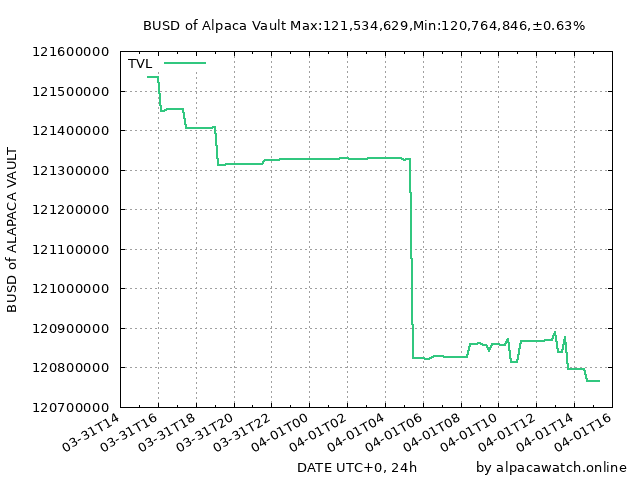 BUSD of Alpaca Vault Max:121,534,629,Min:120,764,846,±0.63%
TVL
121600000
121500000
121400000
121300000
121200000
121100000
121000000
120900000
120800000
120700000
BUSD of ALAPACA VAULT
03-31T14
03-31T16
03-31T18
03-31T20
03-31T22
04-01T00
04-01T02
04-01T04
04-01T06
04-01T08
04-01T10
04-01T12
04-01T14
04-01T16
DATE UTC+0, 24h
by alpacawatch.online